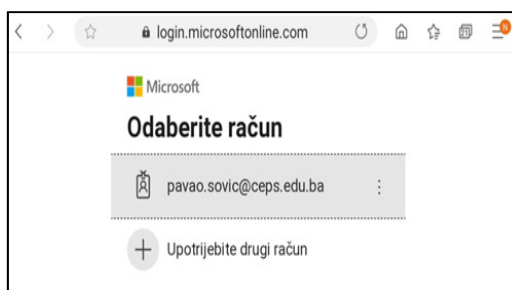 login.microsoftonline.com
N
Microsoft
Odaberite račun
pavao.sovic@ceps.edu.ba
Upotrijebite drugi račun